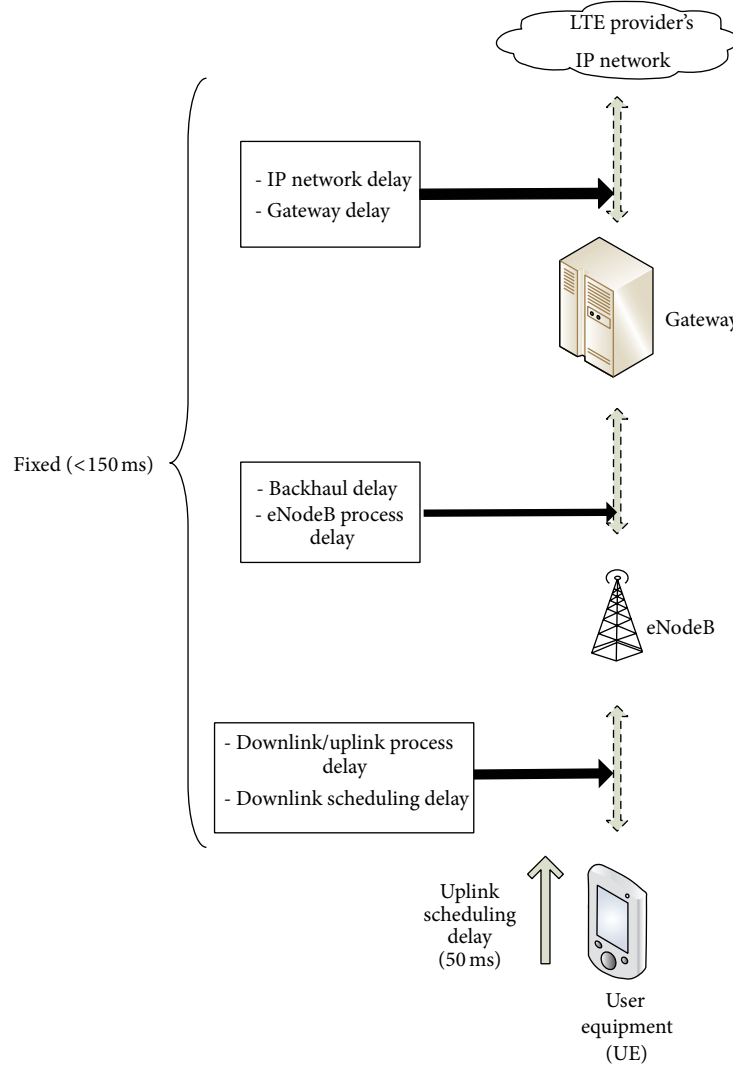 LTE provider's
IP network
- IP network delay
- Gateway delay
Gateway
Fixed (<150 ms)
- Backhaul delay
- eNodeB process
delay
eNodeB
- Downlink/uplink process
delay
- Downlink scheduling delay
Uplink
scheduling
delay
(50 ms)
User
equipment
(UE)